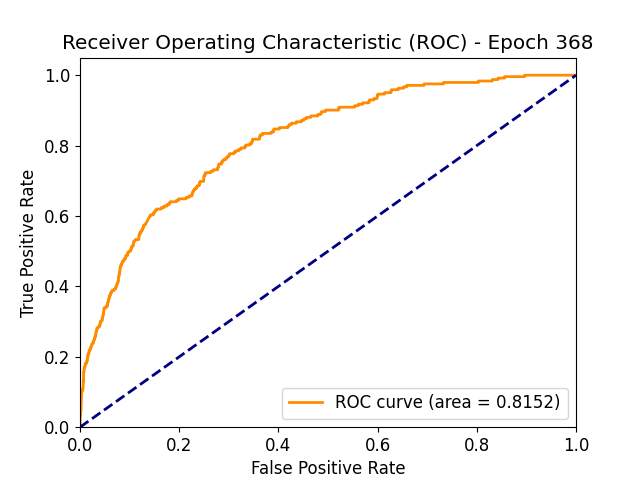 Receiver Operating Characteristic (ROC) - Epoch 368
True Positive Rate
1.0
0.8
0.6
0.4
0.2
0.0
ROC curve (area = 0.8152)
0.0 0.2 0.4 0.6 0.8 1.0
False Positive Rate